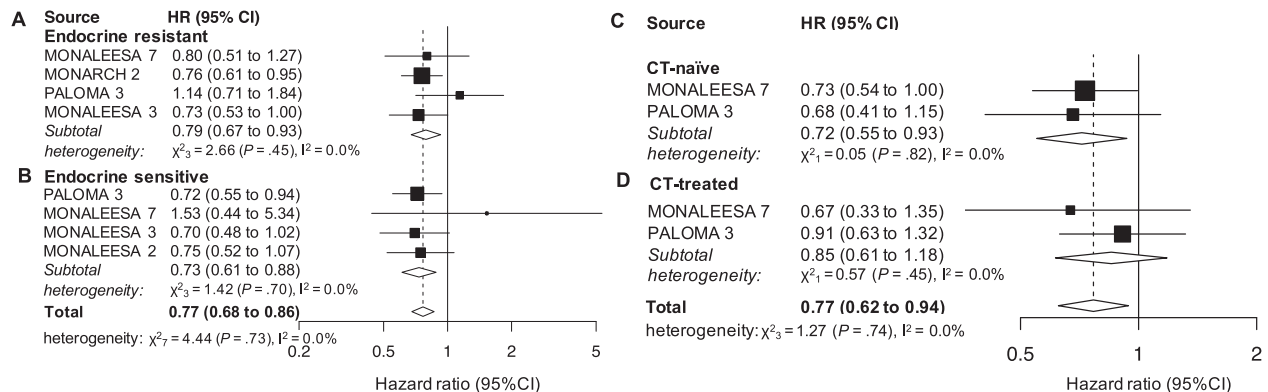 A Source HR (95% CI)
Endocrine resistant
MONALEESA 7 0.80 (0.51 to 1.27)
MONARCH 2 0.76 (0.61 to 0.95)
PALOMA 3 1.14 (0.71 to 1.84)
MONALEESA 3 0.73 (0.53 to 1.00)
Subtotal 0.79 (0.67 to 0.93)
heterogeneity: χ²₃ = 2.66 (P = .45), I² = 0.0%
B Endocrine sensitive
PALOMA 3 0.72 (0.55 to 0.94)
MONALEESA 7 1.53 (0.44 to 5.34)
MONALEESA 3 0.70 (0.48 to 1.02)
MONALEESA 2 0.75 (0.52 to 1.07)
Subtotal 0.73 (0.61 to 0.88)
heterogeneity: χ²₃ = 1.42 (P = .70), I² = 0.0%
Total 0.77 (0.68 to 0.86)
heterogeneity: χ²₇ = 4.44 (P = .73), I² = 0.0%
0.2 0.5 1 2 5
Hazard ratio (95%CI)
C Source HR (95% CI)
CT-naïve
MONALEESA 7 0.73 (0.54 to 1.00)
PALOMA 3 0.68 (0.41 to 1.15)
Subtotal 0.72 (0.55 to 0.93)
heterogeneity: χ²₁ = 0.05 (P = .82), I² = 0.0%
D CT-treated
MONALEESA 7 0.67 (0.33 to 1.35)
PALOMA 3 0.91 (0.63 to 1.32)
Subtotal 0.85 (0.61 to 1.18)
heterogeneity: χ²₁ = 0.57 (P = .45), I² = 0.0%
Total 0.77 (0.62 to 0.94)
heterogeneity: χ²₃ = 1.27 (P = .74), I² = 0.0%
0.5 1 2
Hazard ratio (95%CI)